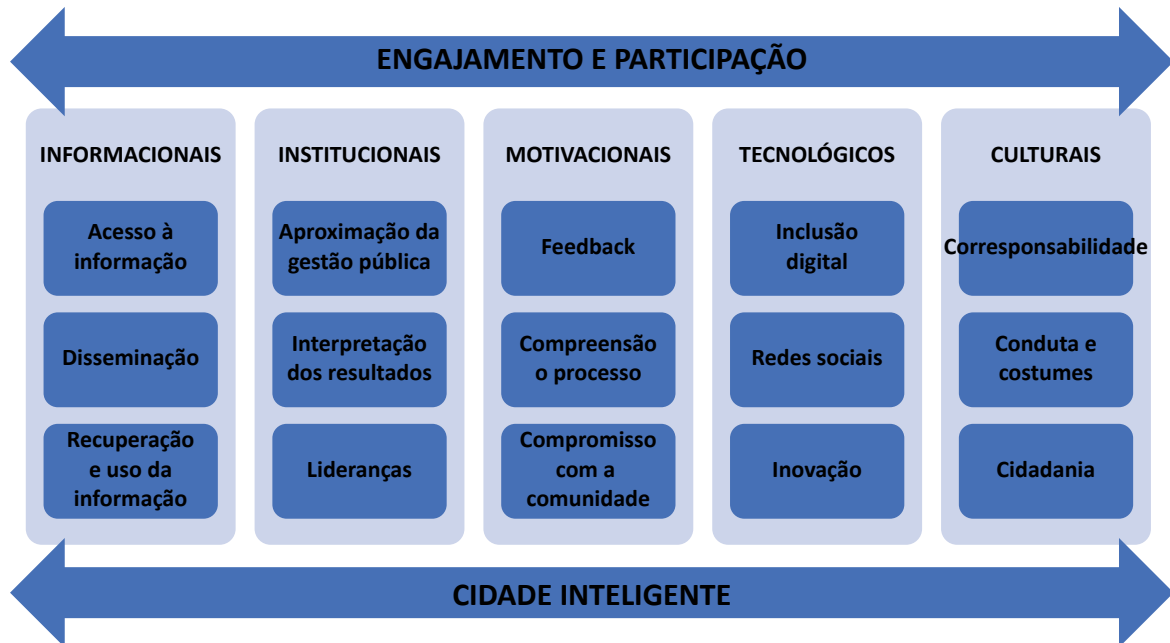 ENGAJAMENTO E PARTICIPAÇÃO
INFORMACIONAIS
Acesso à
informação
Disseminação
Recuperação
e uso da
informação
INSTITUCIONAIS
Aproximação da
gestão pública
Interpretação
dos resultados
Lideranças
MOTIVACIONAIS
Feedback
Compreensão
o processo
Compromisso
com a
comunidade
TECNOLÓGICOS
Inclusão
digital
Redes sociais
Inovação
CULTURAIS
Corresponsabilidade
Conduta e
costumes
Cidadania
CIDADE INTELIGENTE